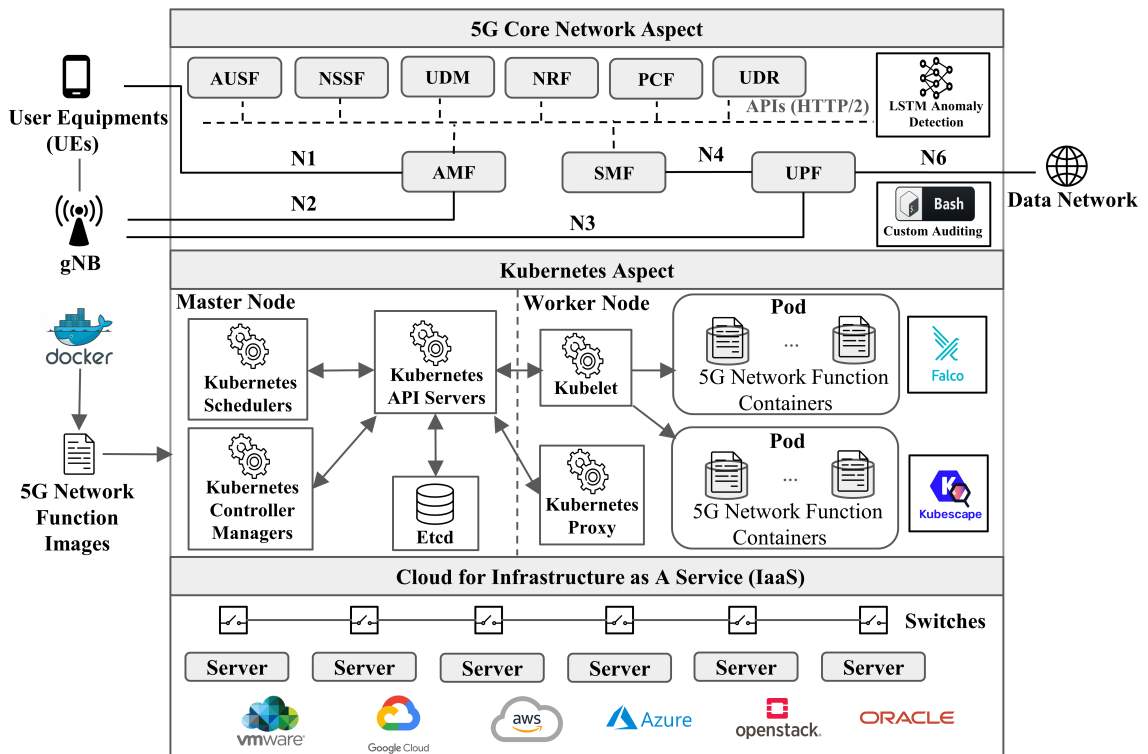 5G Core Network Aspect
AUSF
NSSF
UDM
NRF
PCF
UDR
APIs (HTTP/2)
LSTM Anomaly
Detection
User Equipments
(UEs)
N1
AMF
SMF
N4
UPF
N6
Data Network
N2
N3
gNB
Bash
Custom Auditing
Kubernetes Aspect
Master Node
Worker Node
docker
Kubernetes
Schedulers
Kubernetes
API Servers
Kubelet
Pod
...
5G Network Function
Containers
Falco
5G Network
Function
Images
Kubernetes
Controller
Managers
Etcd
Kubernetes
Proxy
Pod
...
5G Network Function
Containers
Kubescape
Cloud for Infrastructure as A Service (IaaS)
Switches
Server
Server
Server
Server
Server
Server
vmware
Google Cloud
aws
Azure
openstack.
ORACLE